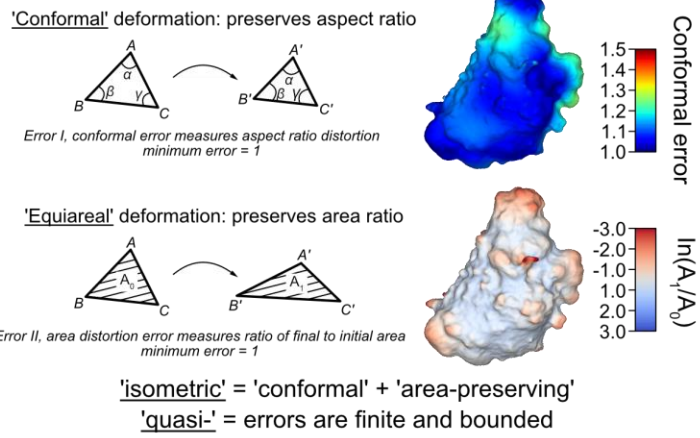 'Conformal' deformation: preserves aspect ratio
A
α
β
γ
B
C
A'
α
β
γ
B'
C'
Error I, conformal error measures aspect ratio distortion
minimum error = 1
1.5
1.4
1.3
1.2
1.1
1.0
Conformal error
'Equiareal' deformation: preserves area ratio
A
A₀
B
C
A'
A₁
B'
C'
Error II, area distortion error measures ratio of final to initial area
minimum error = 1
-3.0
-2.0
-1.0
1.0
2.0
3.0
ln(A₁/A₀)
'isometric' = 'conformal' + 'area-preserving'
'quasi-' = errors are finite and bounded